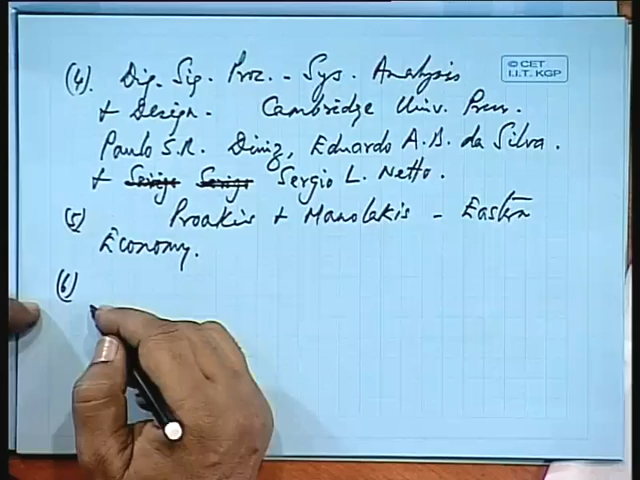 © CET
I.I.T. KGP
(4). Dig. Sig. Proc. - Sys. Analysis
+ Design. Cambridge Univ. Press.
Paulo S.R. Diniz, Eduardo A.B. da Silva.
+ Sergio L. Netto.
(5) Proakis + Manolakis - Eastern
Economy.
(6)